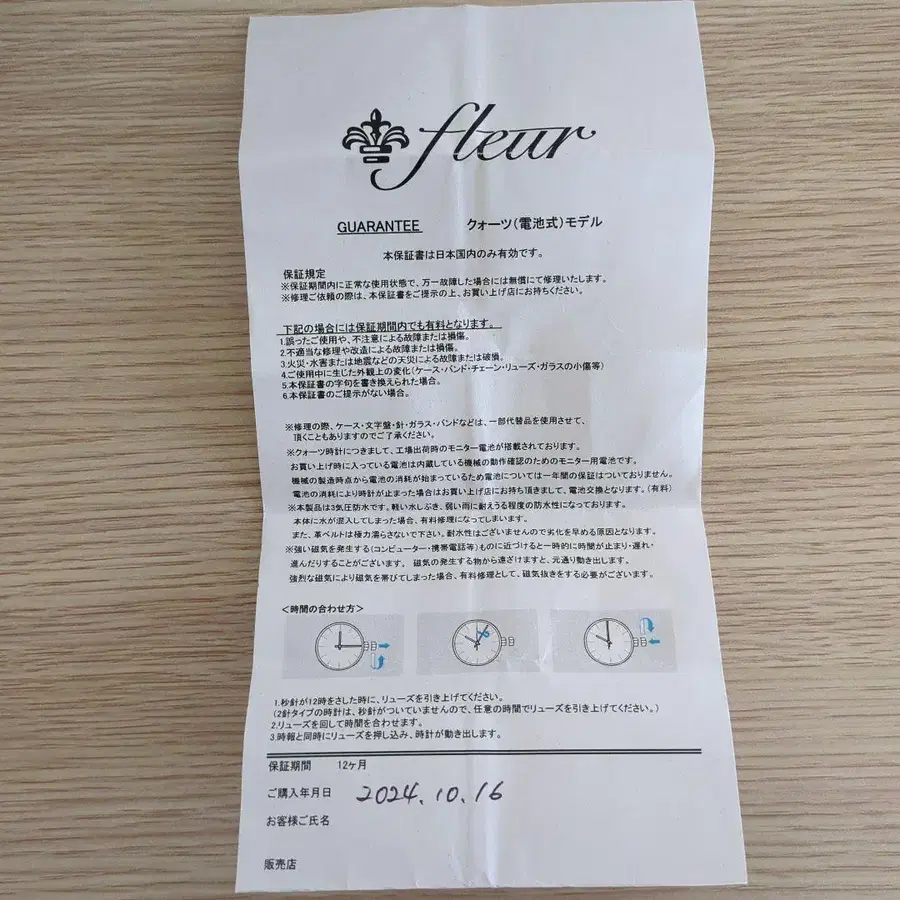 fleur
GUARANTEE クォーツ(電池式)モデル
本保証書は日本国内のみ有効です。
保証規定
※保証期間内に正常な使用状態で、万一故障した場合には無償にて修理いたします。
※修理ご依頼の際は、本保証書をご提示の上、お買い上げ店にお持ちください。
下記の場合には保証期間内でも有料となります。
1.誤ったご使用や、不注意による故障または損傷。
2.不適当な修理や改造による故障または損傷。
3.火災・水害または地震などの天災による故障または破損。
4.ご使用中に生じた外観上の変化(ケース・バンド・チェーン・リューズ・ガラスの小傷等)
5.本保証書の字句を書き換えられた場合。
6.本保証書のご提示がない場合。
※修理の際、ケース・文字盤・針・ガラス・バンドなどは、一部代替品を使用させて、
頂くこともありますのでご了承ください。
※クォーツ時計につきまして、工場出荷時のモニター電池が搭載されております。
お買い上げ時に入っている電池は内蔵している機械の動作確認のためのモニター用電池です。
機械の製造時点から電池の消耗が始まっているため電池については一年間の保証はついておりません。
電池の消耗により時計が止まった場合はお買い上げ店にお持ち頂きまして、電池交換となります。(有料)
※本製品は3気圧防水です。軽い水しぶき、弱い雨に耐えうる程度の防水性になっております。
本体に水が混入してしまった場合、有料修理になってしまいます。
また、革ベルトは極力濡らさないで下さい。耐水性はございませんので劣化を早める原因となります。
※強い磁気を発生する(コンピューター・携帯電話等)ものに近づけると一時的に時間が止まり・遅れ・
進んだりすることがございます。 磁気の発生する物から遠ざけますと、元通り動き出します。
強烈な磁気により磁気を帯びてしまった場合、有料修理として、磁気抜きをする必要がございます。
<時間の合わせ方>
1.秒針が12時をさした時に、リューズを引き上げてください。
(2針タイプの時計は、秒針がついていませんので、任意の時間でリューズを引き上げてください。)
2.リューズを回して時間を合わせます。
3.時報と同時にリューズを押し込み、時計が動き出します。
保証期間 12ヶ月
ご購入年月日 2024.10.16
お客様ご氏名
販売店